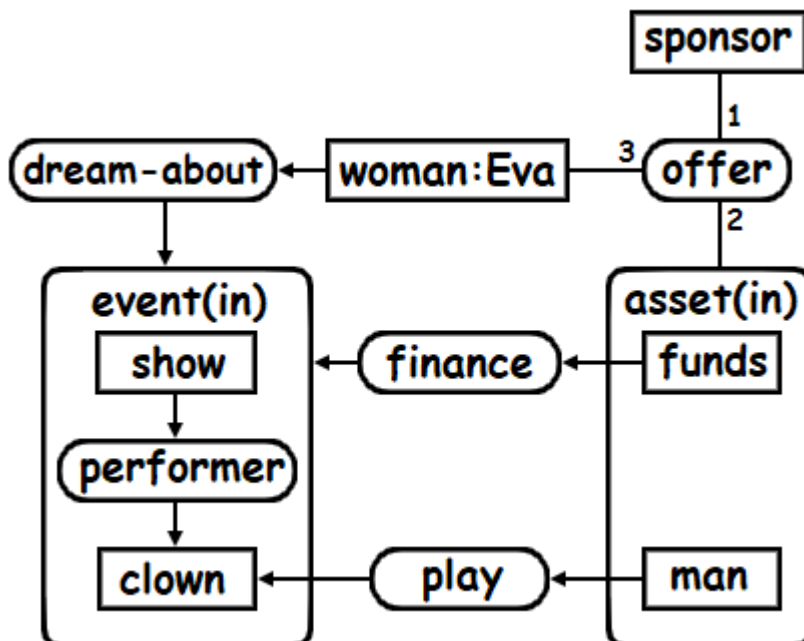 sponsor
1
dream-about
woman:Eva
3
offer
2
event(in)
asset(in)
show
finance
funds
performer
clown
play
man